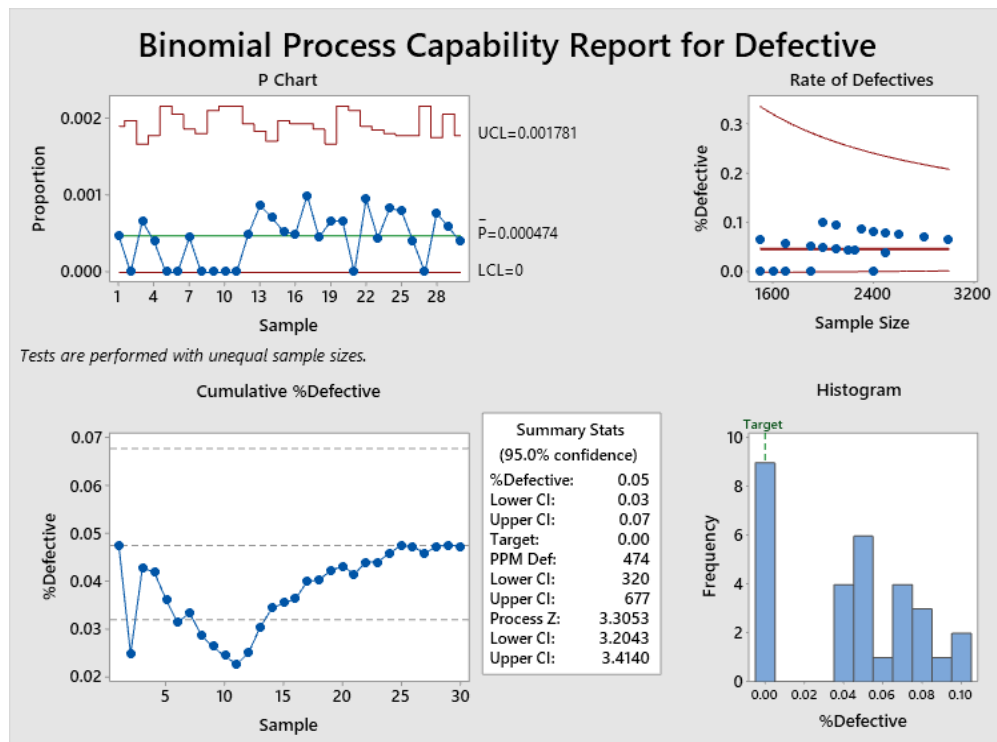 Binomial Process Capability Report for Defective
P Chart
Proportion
0.002
0.001
0.000
1 4 7 10 13 16 19 22 25 28
Sample
UCL=0.001781
P̄=0.000474
LCL=0
Tests are performed with unequal sample sizes.
Rate of Defectives
%Defective
0.3
0.2
0.1
0.0
1600 2400 3200
Sample Size
Cumulative %Defective
%Defective
0.07
0.06
0.05
0.04
0.03
0.02
5 10 15 20 25 30
Sample
Summary Stats
(95.0% confidence)
%Defective: 0.05
Lower CI: 0.03
Upper CI: 0.07
Target: 0.00
PPM Def: 474
Lower CI: 320
Upper CI: 677
Process Z: 3.3053
Lower CI: 3.2043
Upper CI: 3.4140
Histogram
Target
Frequency
10
8
6
4
2
0
0.00 0.02 0.04 0.06 0.08 0.10
%Defective